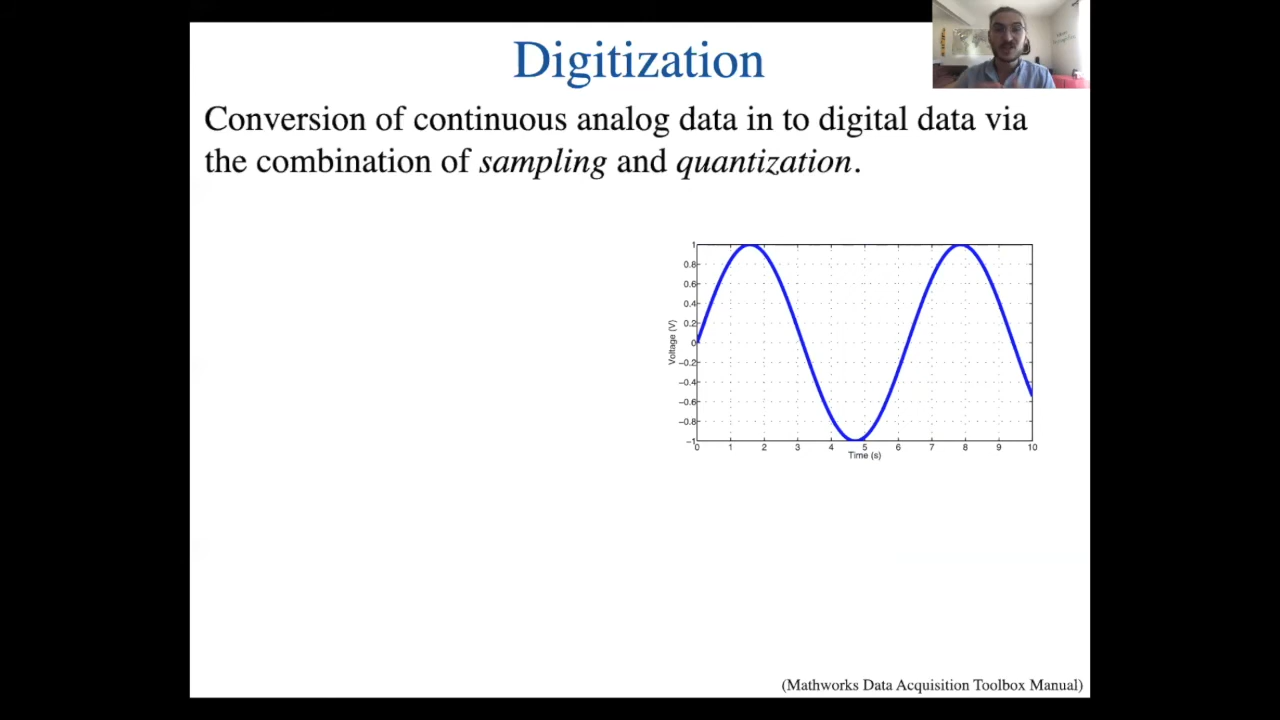 Digitization
Conversion of continuous analog data in to digital data via
the combination of sampling and quantization.
1
0.8
0.6
0.4
0.2
0
−0.2
−0.4
−0.6
−0.8
−1
Voltage (V)
0 1 2 3 4 5 6 7 8 9 10
Time (s)
(Mathworks Data Acquisition Toolbox Manual)